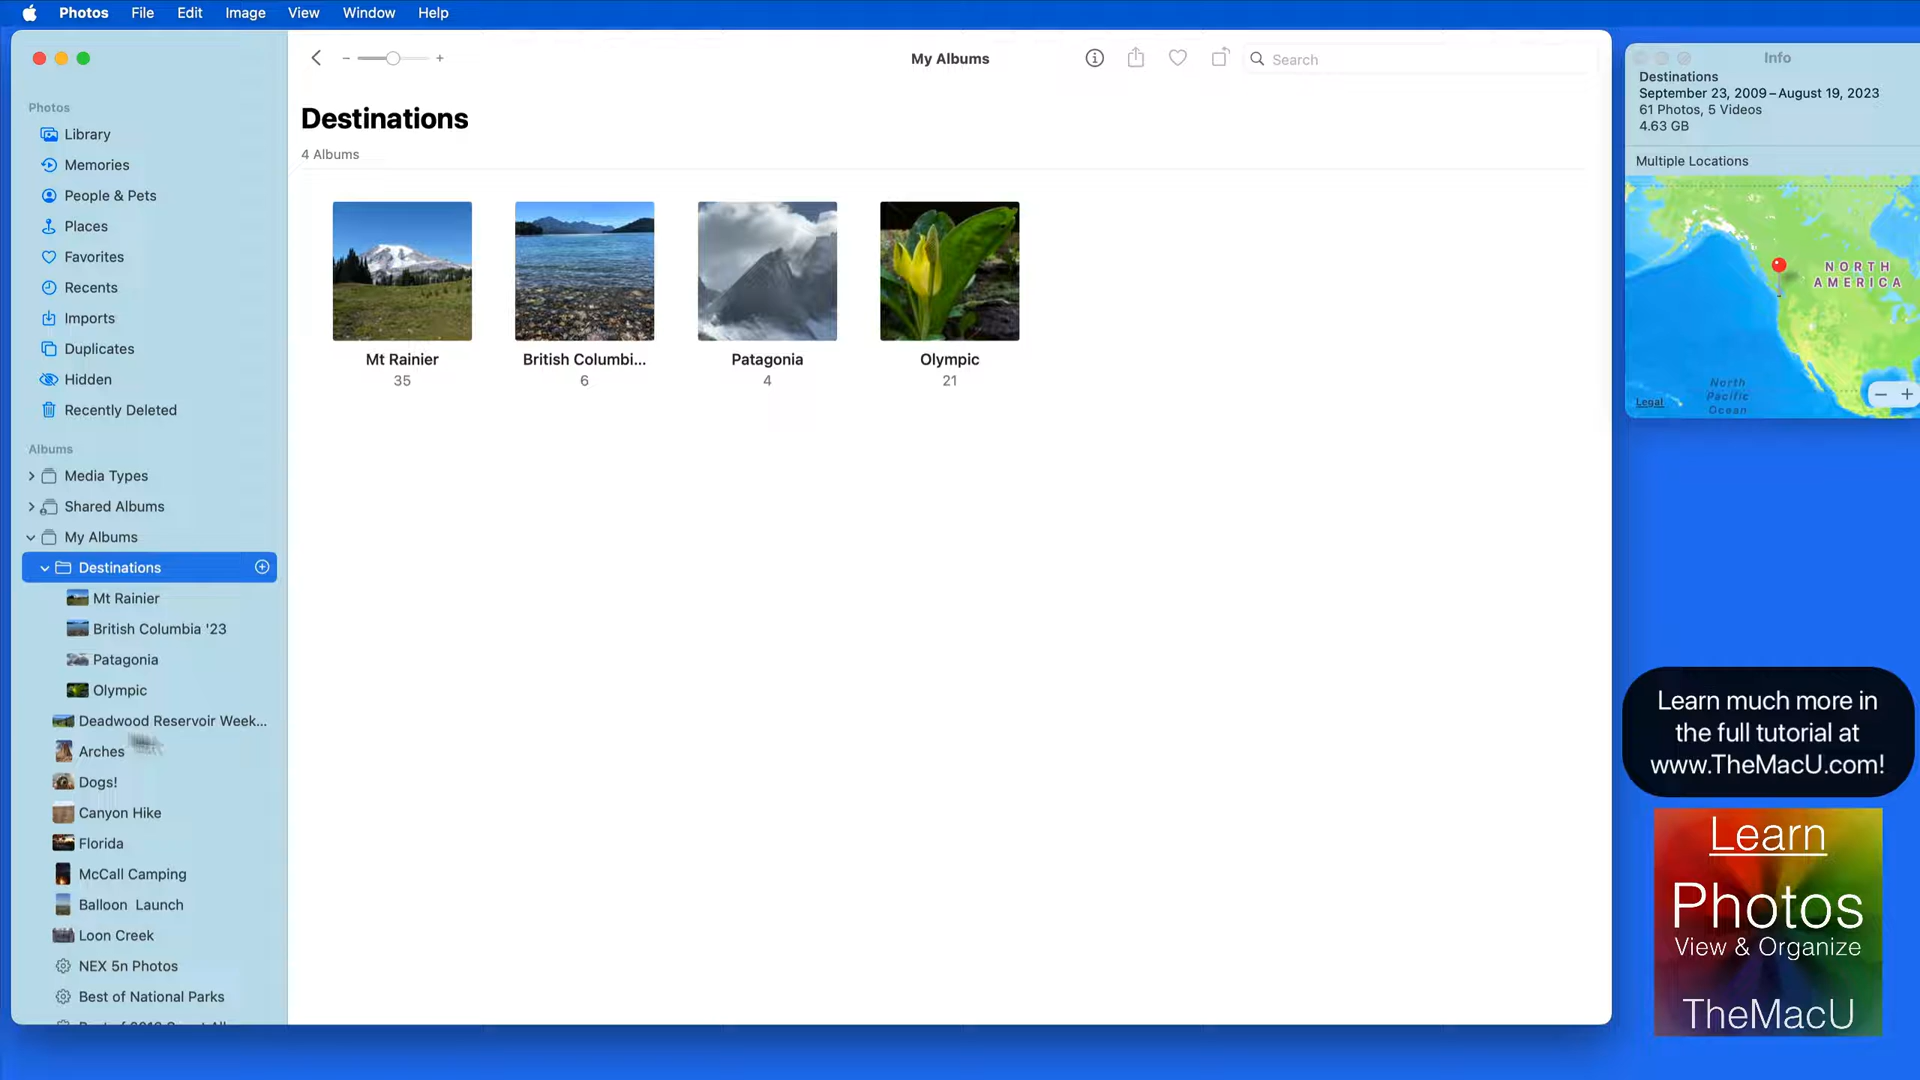 Photos File Edit Image View Window Help
My Albums
Search
Photos
Library
Memories
People & Pets
Places
Favorites
Recents
Imports
Duplicates
Hidden
Recently Deleted
Albums
Media Types
Shared Albums
My Albums
Destinations
Mt Rainier
British Columbia '23
Patagonia
Olympic
Deadwood Reservoir Week...
Arches
Dogs!
Canyon Hike
Florida
McCall Camping
Balloon Launch
Loon Creek
NEX 5n Photos
Best of National Parks
Destinations
4 Albums
Mt Rainier
35
British Columbi...
6
Patagonia
4
Olympic
21
Info
Destinations
September 23, 2009 – August 19, 2023
61 Photos, 5 Videos
4.63 GB
Multiple Locations
NORTH
AMERICA
North
Pacific
Ocean
Legal
Learn much more in
the full tutorial at
www.TheMacU.com!
Learn
Photos
View & Organize
TheMacU